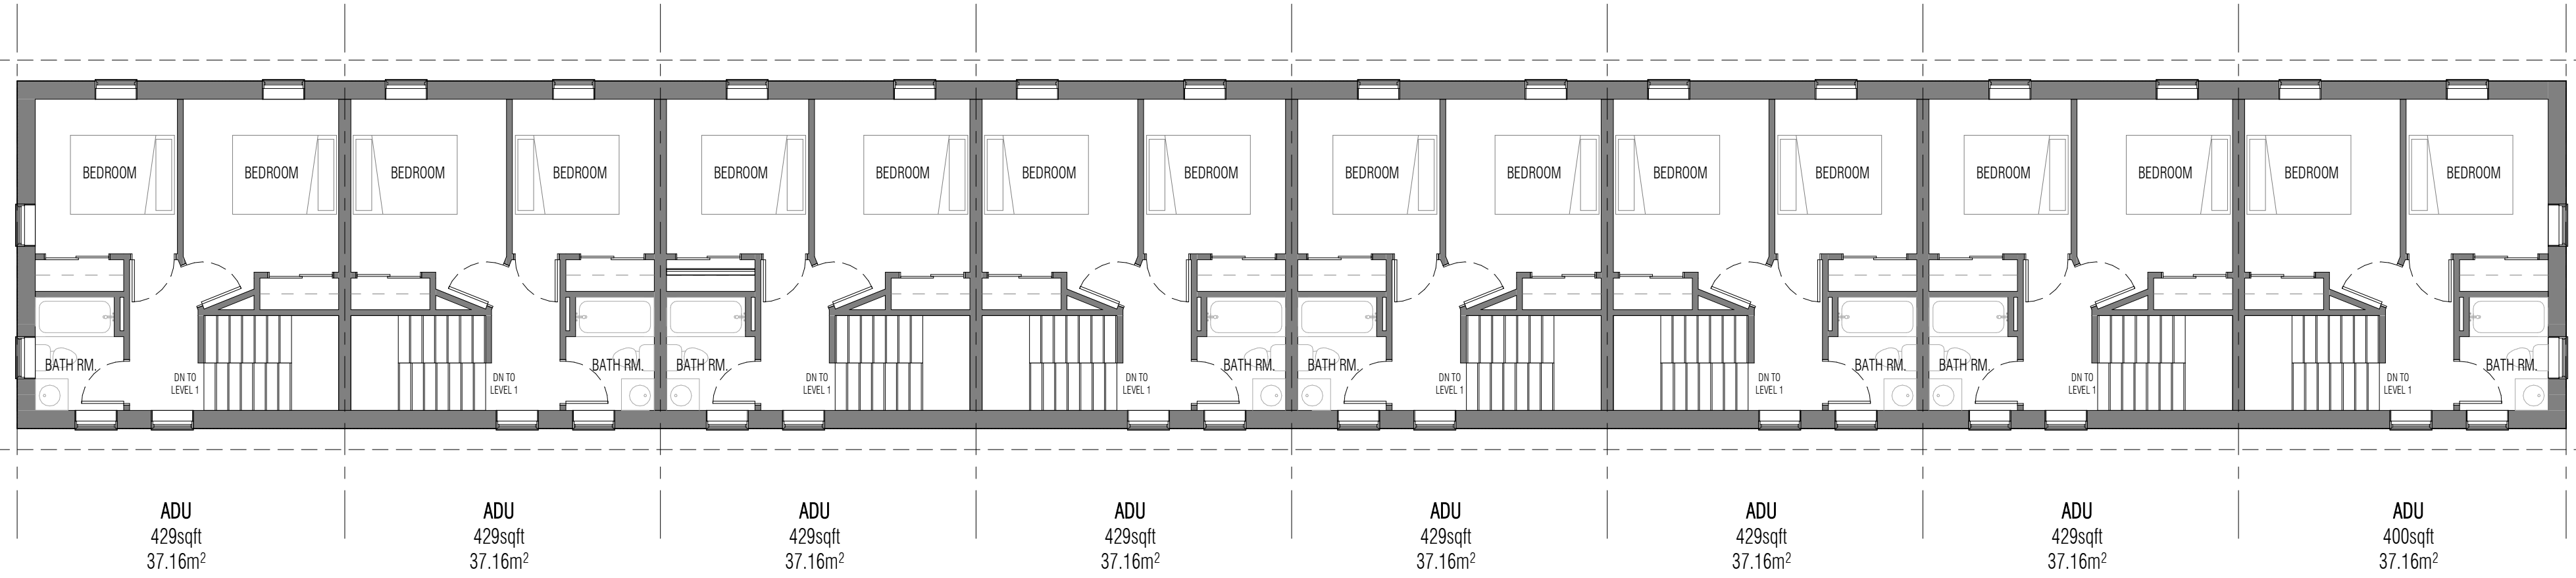 BEDROOM BEDROOM BEDROOM BEDROOM BEDROOM BEDROOM BEDROOM BEDROOM BEDROOM BEDROOM BEDROOM BEDROOM BEDROOM BEDROOM BEDROOM BEDROOM
BATH RM. BATH RM. BATH RM. BATH RM. BATH RM. BATH RM. BATH RM. BATH RM.
DN TO DN TO DN TO DN TO DN TO DN TO DN TO DN TO
LEVEL 1 LEVEL 1 LEVEL 1 LEVEL 1 LEVEL 1 LEVEL 1 LEVEL 1 LEVEL 1
ADU ADU ADU ADU ADU ADU ADU ADU
429sqft 429sqft 429sqft 429sqft 429sqft 429sqft 429sqft 400sqft
37.16m² 37.16m² 37.16m² 37.16m² 37.16m² 37.16m² 37.16m² 37.16m²